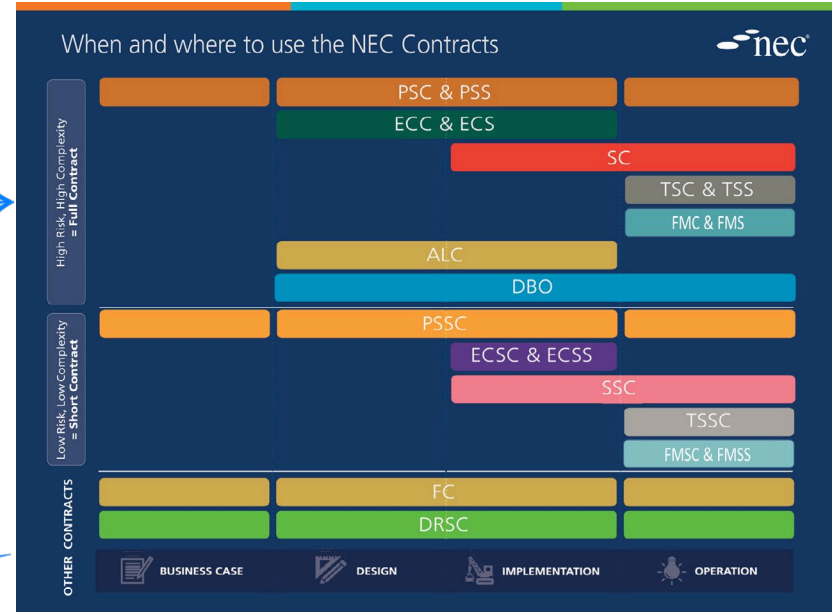 When and where to use the NEC Contracts
nec
High Risk, High Complexity
= Full Contract
PSC & PSS
ECC & ECS
SC
TSC & TSS
FMC & FMS
ALC
DBO
Low Risk, Low Complexity
= Short Contract
PSSC
ECSC & ECSS
SSC
TSSC
FMSC & FMSS
OTHER CONTRACTS
FC
DRSC
BUSINESS CASE
DESIGN
IMPLEMENTATION
OPERATION